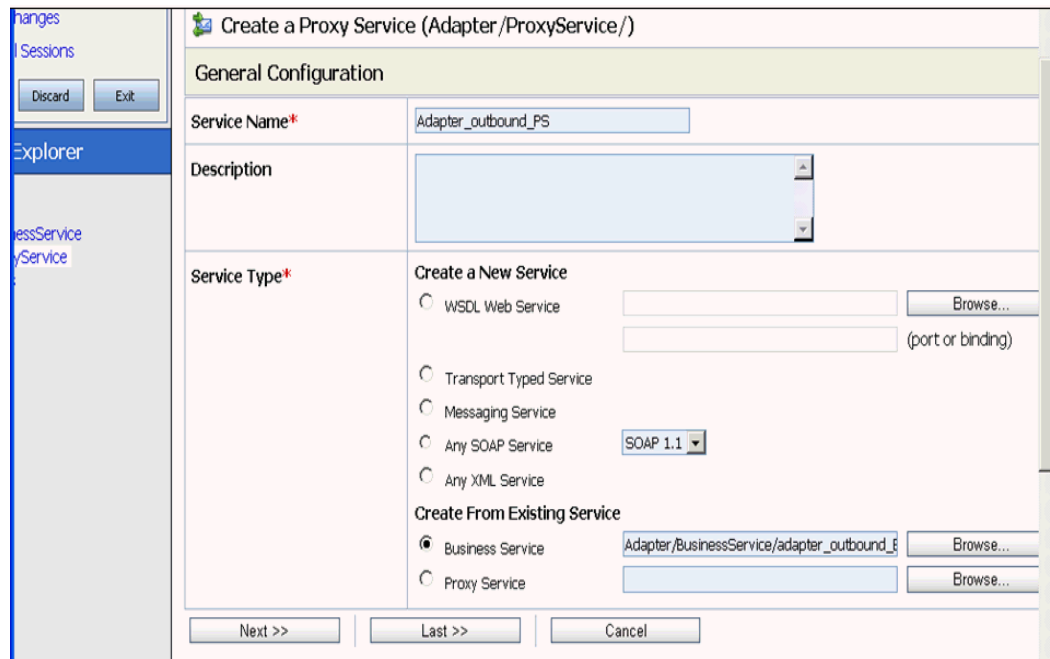 hanges
l Sessions
Discard Exit
Explorer
essService
yService
Create a Proxy Service (Adapter/ProxyService/)
General Configuration
Service Name*
Adapter_outbound_PS
Description
Service Type*
Create a New Service
WSDL Web Service
Browse...
(port or binding)
Transport Typed Service
Messaging Service
Any SOAP Service
SOAP 1.1
Any XML Service
Create From Existing Service
Business Service
Adapter/BusinessService/adapter_outbound_E
Browse...
Proxy Service
Browse...
Next >> Last >> Cancel